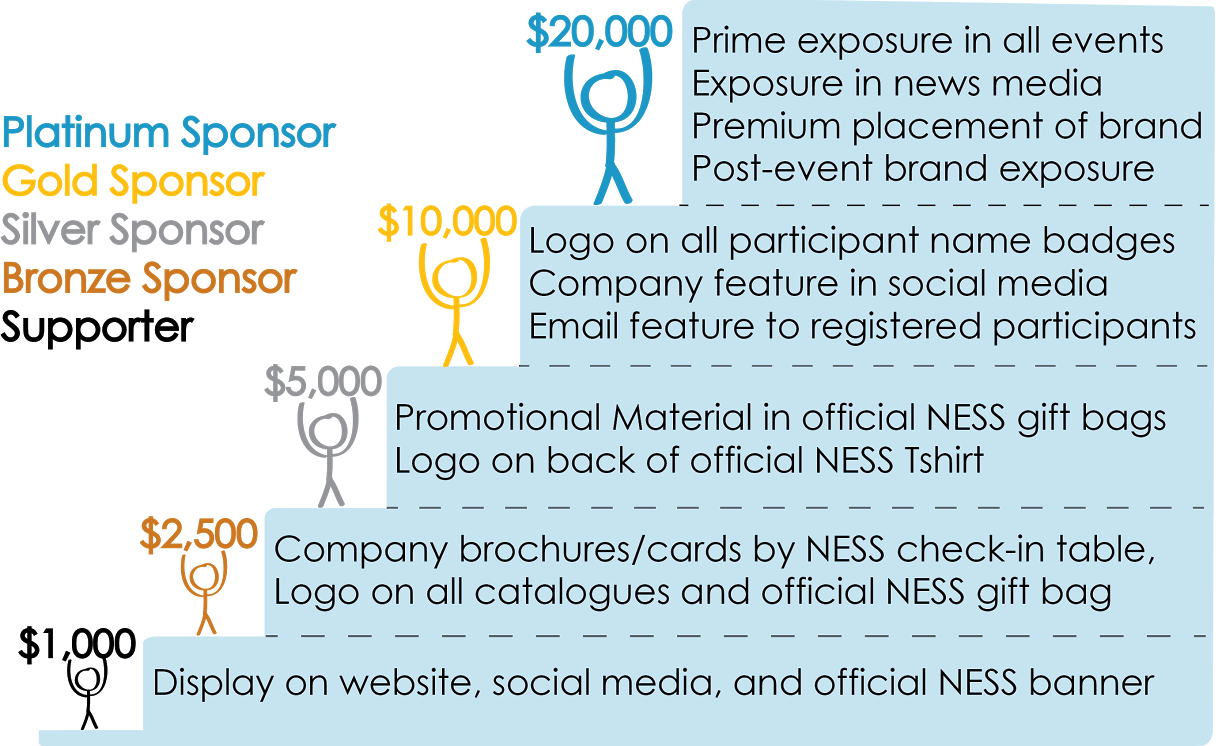 $20,000
Prime exposure in all events
Exposure in news media
Premium placement of brand
Post-event brand exposure
Platinum Sponsor
Gold Sponsor
Silver Sponsor
Bronze Sponsor
Supporter
$10,000
Logo on all participant name badges
Company feature in social media
Email feature to registered participants
$5,000
Promotional Material in official NESS gift bags
Logo on back of official NESS Tshirt
$2,500
Company brochures/cards by NESS check-in table,
Logo on all catalogues and official NESS gift bag
$1,000
Display on website, social media, and official NESS banner